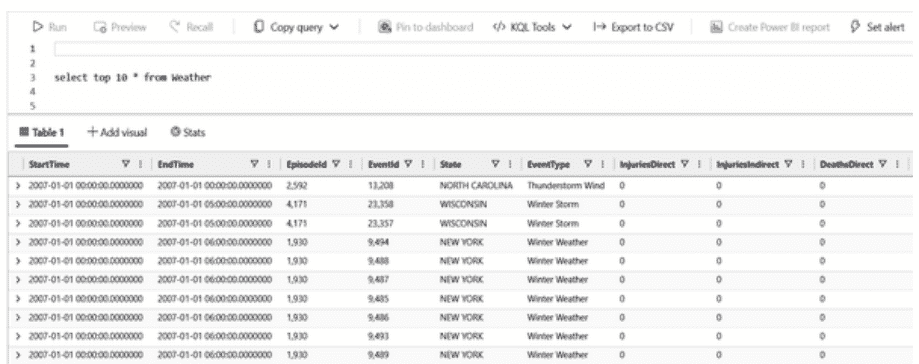 Run Preview Recall Copy query Pin to dashboard KQL Tools Export to CSV Create Power BI report Set alert
1
2
3 select top 10 * from Weather
4
5
Table 1 + Add visual Stats
StartTime EndTime EpisodeId EventId State EventType InjuriesDirect InjuriesIndirect DeathsDirect
2007-01-01 00:00:00.0000000 2007-01-01 00:00:00.0000000 2,592 13,208 NORTH CAROLINA Thunderstorm Wind 0 0 0
2007-01-01 00:00:00.0000000 2007-01-01 05:00:00.0000000 4,171 23,358 WISCONSIN Winter Storm 0 0 0
2007-01-01 00:00:00.0000000 2007-01-01 05:00:00.0000000 4,171 23,357 WISCONSIN Winter Storm 0 0 0
2007-01-01 00:00:00.0000000 2007-01-01 06:00:00.0000000 1,930 9,494 NEW YORK Winter Weather 0 0 0
2007-01-01 00:00:00.0000000 2007-01-01 06:00:00.0000000 1,930 9,488 NEW YORK Winter Weather 0 0 0
2007-01-01 00:00:00.0000000 2007-01-01 06:00:00.0000000 1,930 9,487 NEW YORK Winter Weather 0 0 0
2007-01-01 00:00:00.0000000 2007-01-01 06:00:00.0000000 1,930 9,485 NEW YORK Winter Weather 0 0 0
2007-01-01 00:00:00.0000000 2007-01-01 06:00:00.0000000 1,930 9,486 NEW YORK Winter Weather 0 0 0
2007-01-01 00:00:00.0000000 2007-01-01 06:00:00.0000000 1,930 9,493 NEW YORK Winter Weather 0 0 0
2007-01-01 00:00:00.0000000 2007-01-01 06:00:00.0000000 1,930 9,489 NEW YORK Winter Weather 0 0 0